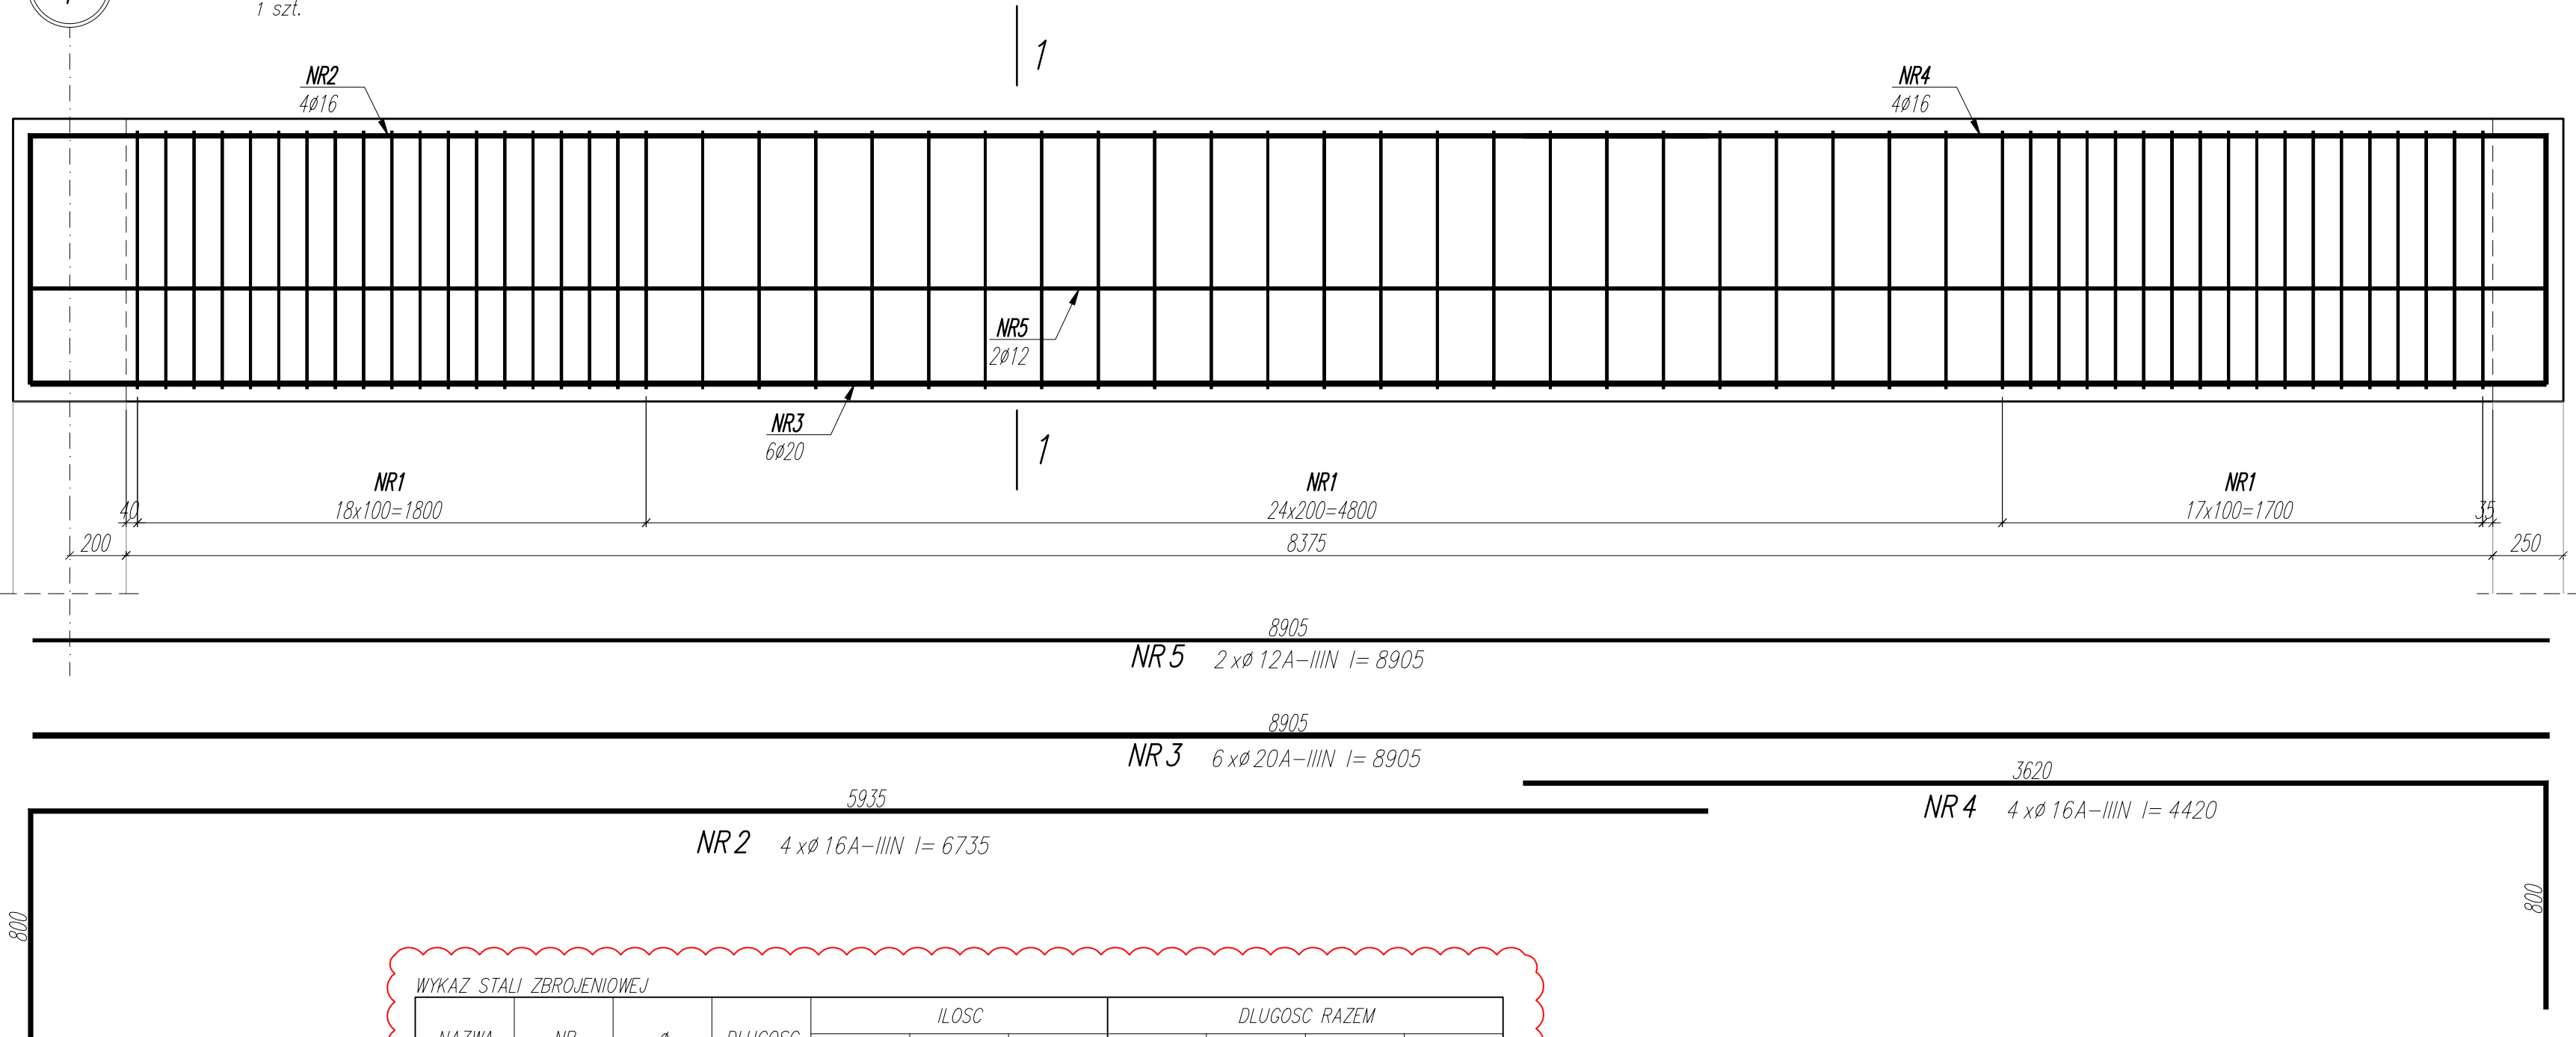 1 szt.
1
NR2
4ø16
NR4
4ø16
NR5
2ø12
NR3
6ø20
1
NR1
18x100=1800
NR1
24x200=4800
NR1
17x100=1700
40
35
200
8375
250
8905
NR 5 2 xø 12A-IIIN l= 8905
8905
NR 3 6 xø 20A-IIIN l= 8905
3620
NR 4 4 xø 16A-IIIN l= 4420
5935
NR 2 4 xø 16A-IIIN l= 6735
800
800
WYKAZ STALI ZBROJENIOWEJ
ILOSC DLUGOSC RAZEM
NAZWA NR ø DLUGOSC